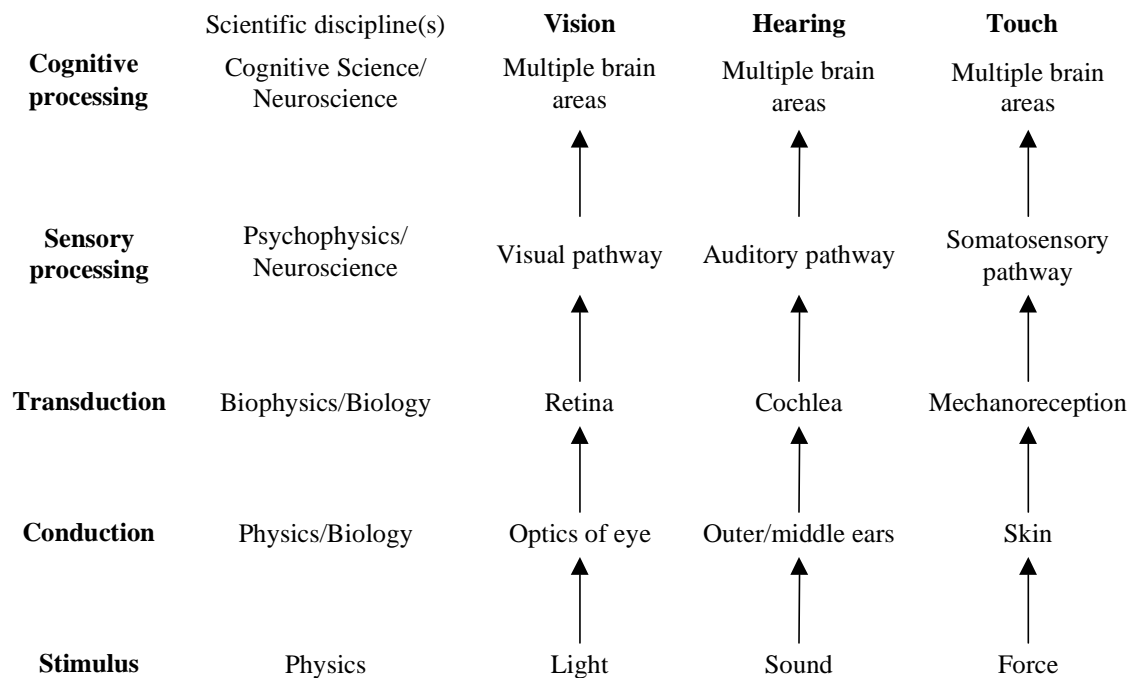 Scientific discipline(s) Vision Hearing Touch
Cognitive processing Cognitive Science/ Neuroscience Multiple brain areas Multiple brain areas Multiple brain areas
Sensory processing Psychophysics/ Neuroscience Visual pathway Auditory pathway Somatosensory pathway
Transduction Biophysics/Biology Retina Cochlea Mechanoreception
Conduction Physics/Biology Optics of eye Outer/middle ears Skin
Stimulus Physics Light Sound Force